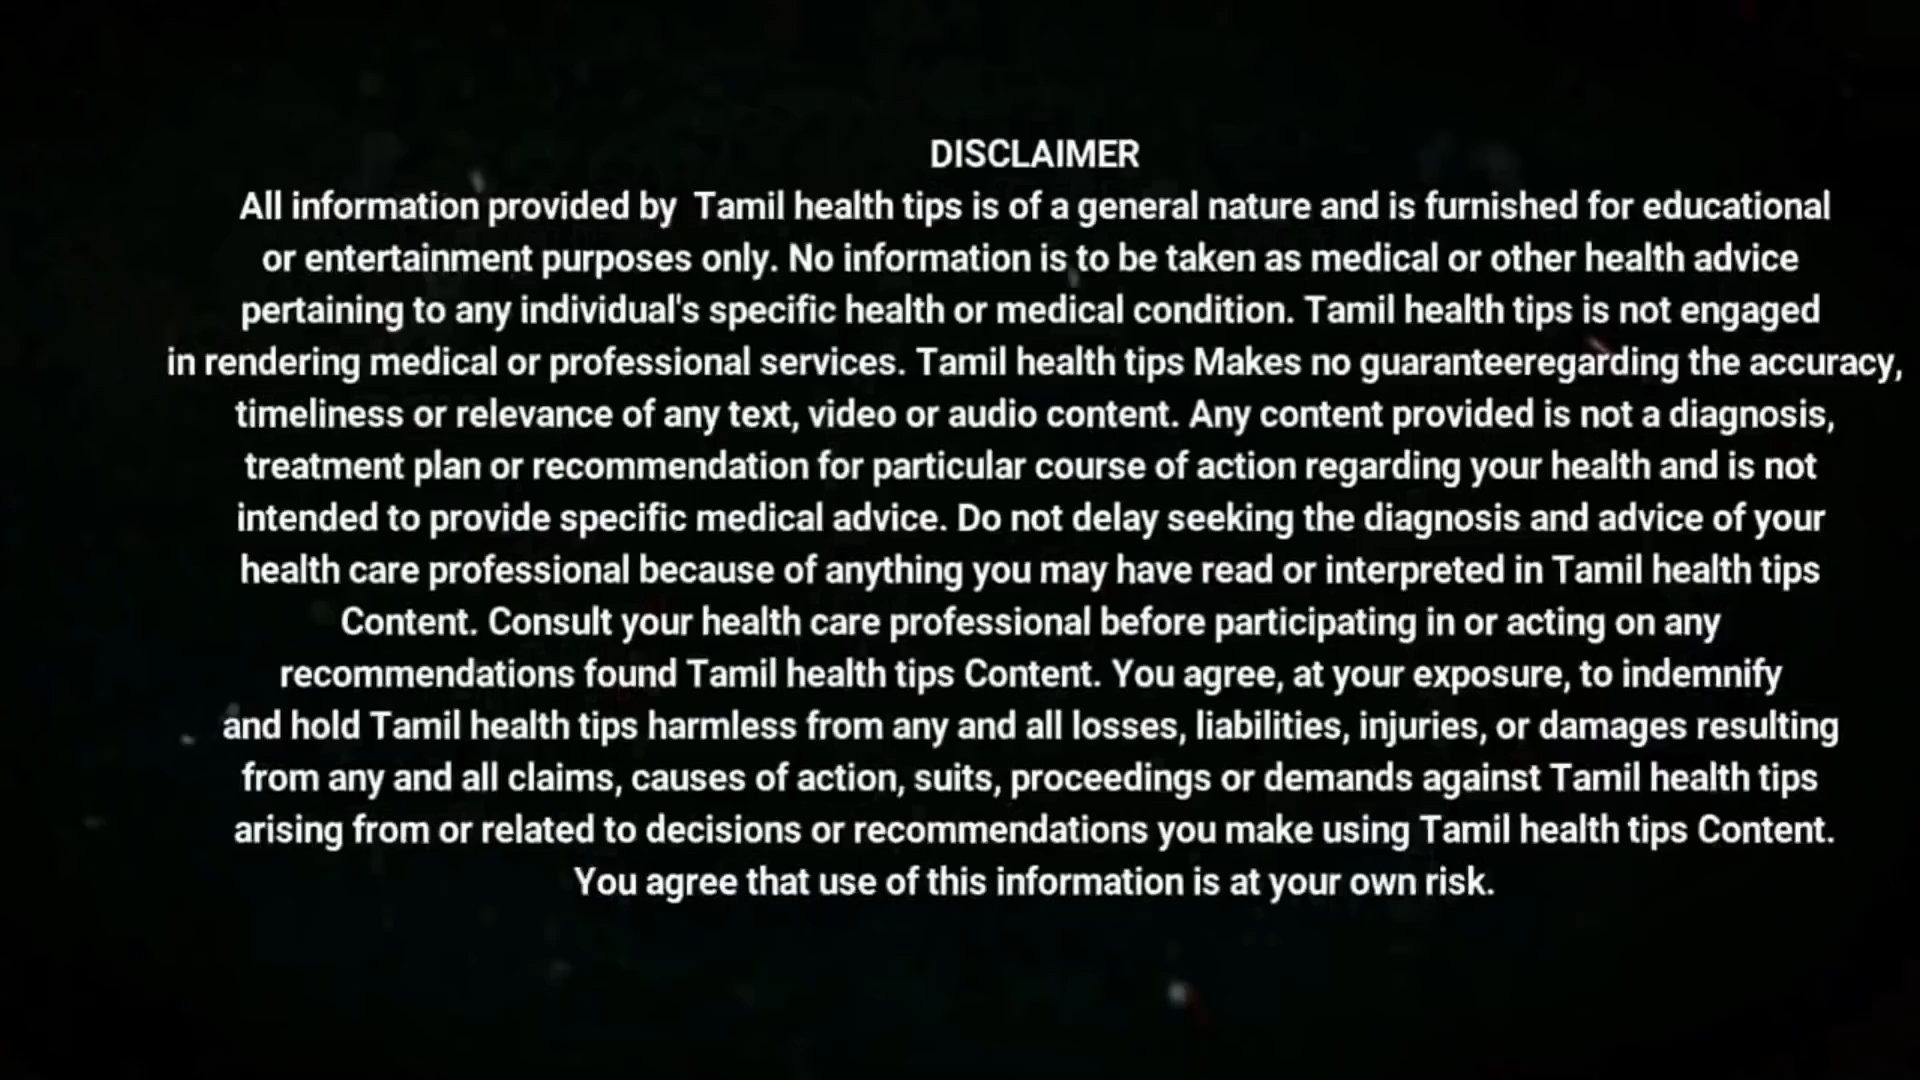 DISCLAIMER
All information provided by  Tamil health tips is of a general nature and is furnished for educational
or entertainment purposes only. No information is to be taken as medical or other health advice
pertaining to any individual's specific health or medical condition. Tamil health tips is not engaged
in rendering medical or professional services. Tamil health tips Makes no guaranteeregarding the accuracy,
timeliness or relevance of any text, video or audio content. Any content provided is not a diagnosis,
treatment plan or recommendation for particular course of action regarding your health and is not
intended to provide specific medical advice. Do not delay seeking the diagnosis and advice of your
health care professional because of anything you may have read or interpreted in Tamil health tips
Content. Consult your health care professional before participating in or acting on any
recommendations found Tamil health tips Content. You agree, at your exposure, to indemnify
and hold Tamil health tips harmless from any and all losses, liabilities, injuries, or damages resulting
from any and all claims, causes of action, suits, proceedings or demands against Tamil health tips
arising from or related to decisions or recommendations you make using Tamil health tips Content.
You agree that use of this information is at your own risk.